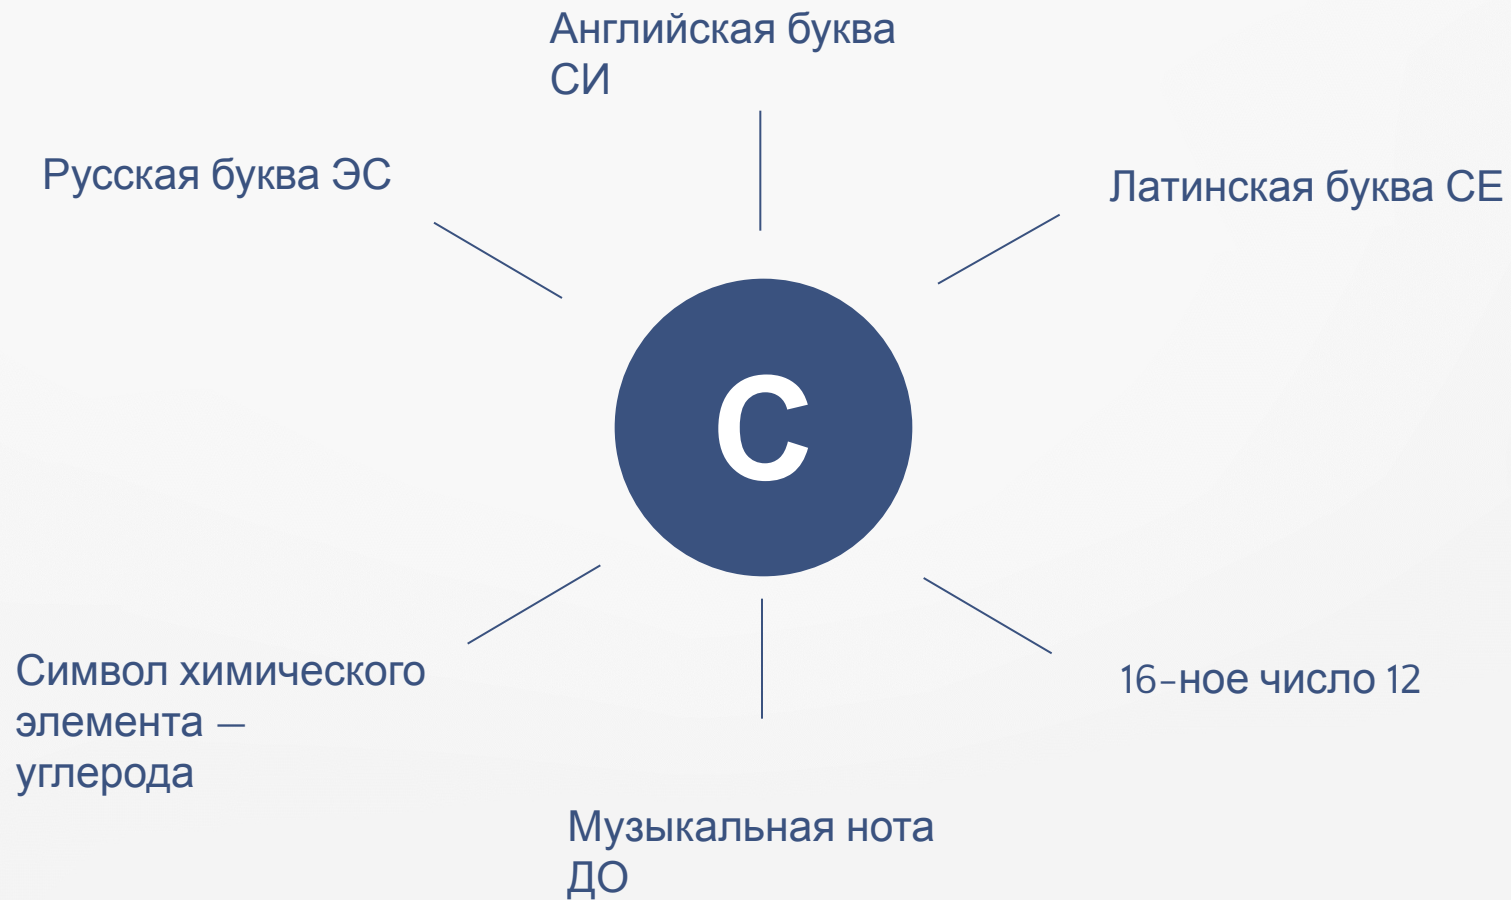 Английская буква
СИ
Русская буква ЭС
Латинская буква СЕ
С
Символ химического
элемента —
углерода
16-ное число 12
Музыкальная нота
ДО